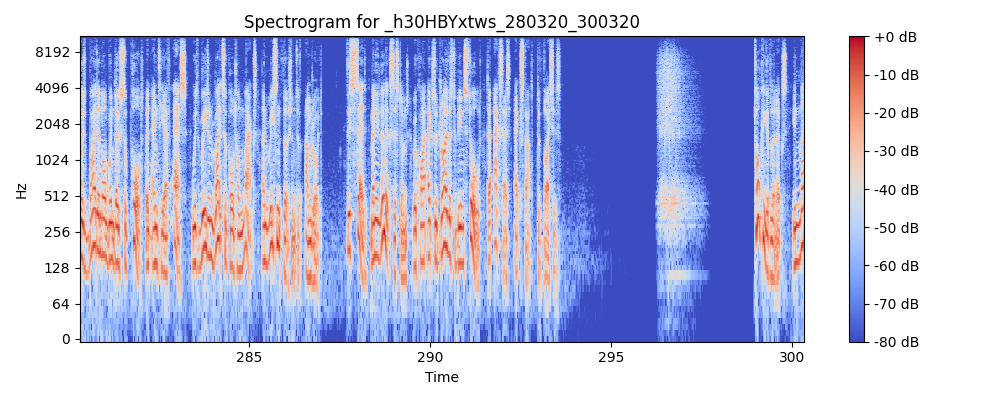 Spectrogram for _h30HBYxtws_280320_300320
8192
4096
2048
1024
512
256
128
64
0
Hz
285
290
295
300
Time
+0 dB
-10 dB
-20 dB
-30 dB
-40 dB
-50 dB
-60 dB
-70 dB
-80 dB